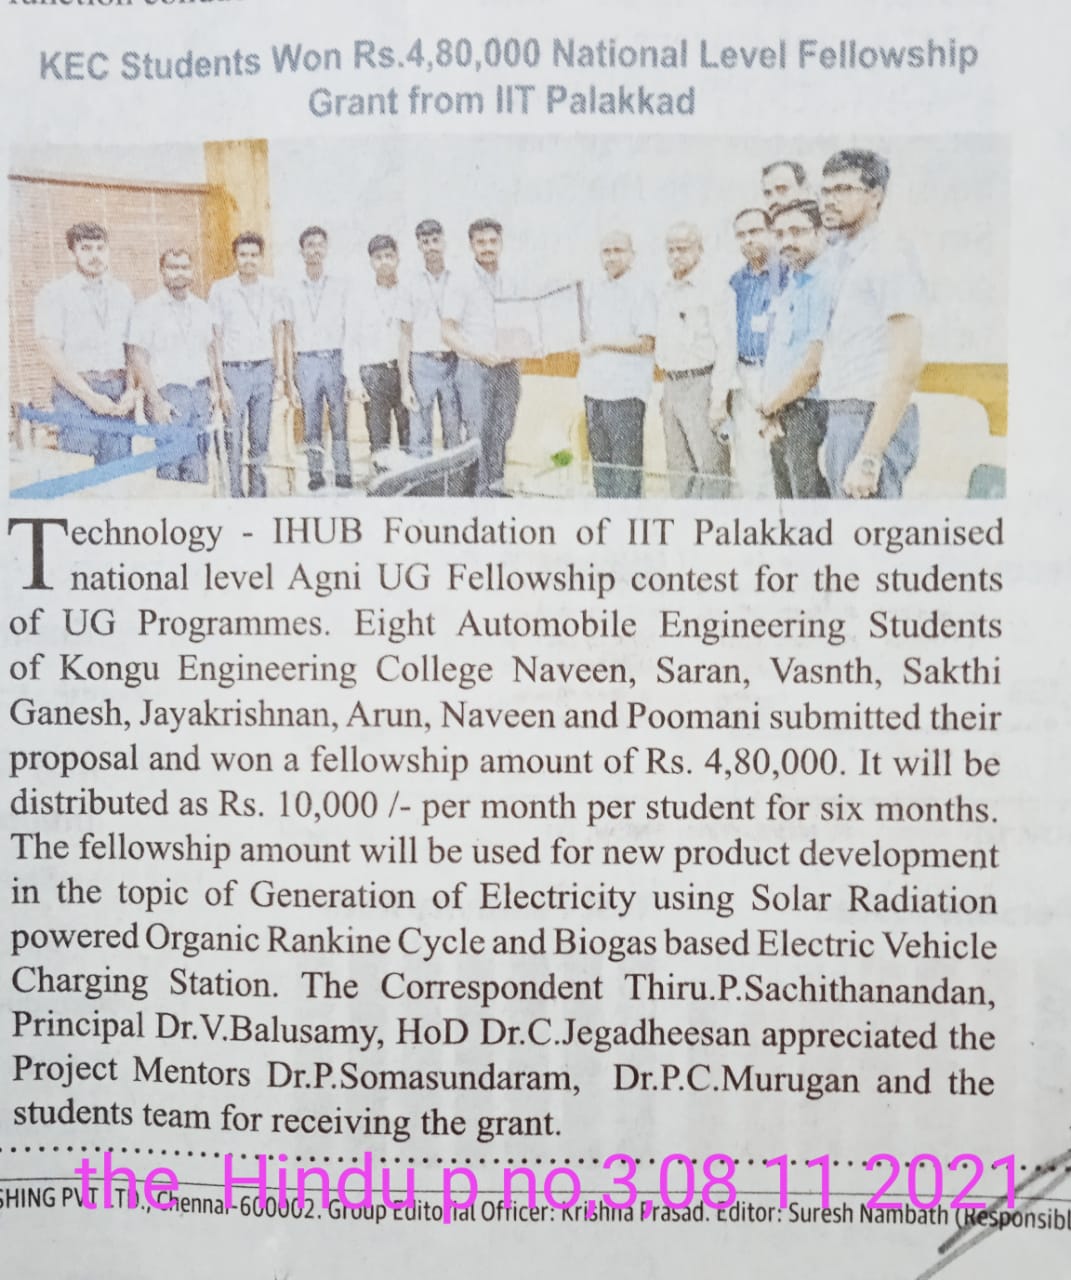 KEC Students Won Rs.4,80,000 National Level Fellowship
Grant from IIT Palakkad
Technology - IHUB Foundation of IIT Palakkad organised
national level Agni UG Fellowship contest for the students
of UG Programmes. Eight Automobile Engineering Students
of Kongu Engineering College Naveen, Saran, Vasnth, Sakthi
Ganesh, Jayakrishnan, Arun, Naveen and Poomani submitted their
proposal and won a fellowship amount of Rs. 4,80,000. It will be
distributed as Rs. 10,000 /- per month per student for six months.
The fellowship amount will be used for new product development
in the topic of Generation of Electricity using Solar Radiation
powered Organic Rankine Cycle and Biogas based Electric Vehicle
Charging Station. The Correspondent Thiru.P.Sachithanandan,
Principal Dr.V.Balusamy, HoD Dr.C.Jegadheesan appreciated the
Project Mentors Dr.P.Somasundaram, Dr.P.C.Murugan and the
students team for receiving the grant.
the Hindu p no,3,08 11 2021
SHING PVT LTD., Chennai-600002. Group Editorial Officer: Krishna Prasad. Editor: Suresh Nambath (Responsibl